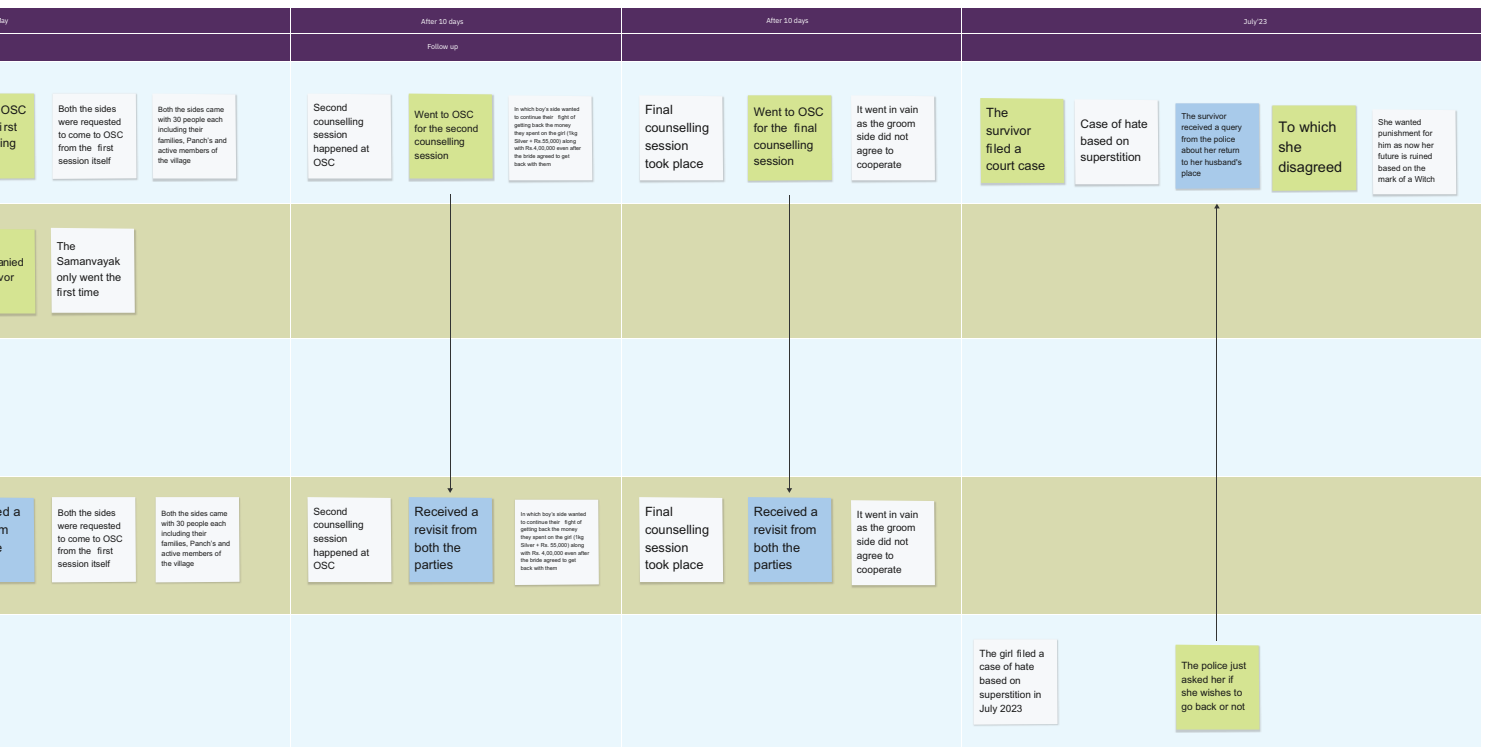 May
After 10 days
After 10 days
July'23
Follow up
OSC
first
ing
Both the sides
were requested
to come to OSC
from the first
session itself
Both the sides came
with 30 people each
including their
families, Panch's and
active members of
the village
Second
counselling
session
happened at
OSC
Went to OSC
for the second
counselling
session
In which boy's side wanted
to continue their fight of
getting back the money
they spent on the girl (1kg
Silver = Rs.55,000) along
with Rs.4,00,000 even after
the bride agreed to get
back with them
Final
counselling
session
took place
Went to OSC
for the final
counselling
session
It went in vain
as the groom
side did not
agree to
cooperate
The
survivor
filed a
court case
Case of hate
based on
superstition
The survivor
received a query
from the police
about her return
to her husband's
place
To which
she
disagreed
She wanted
punishment for
him as now her
future is ruined
based on the
mark of a Witch
anied
vor
The
Samanvayak
only went the
first time
ed a
m
e
Both the sides
were requested
to come to OSC
from the first
session itself
Both the sides came
with 30 people each
including their
families, Panch's and
active members of
the village
Second
counselling
session
happened at
OSC
Received a
revisit from
both the
parties
In which boy's side wanted
to continue their fight of
getting back the money
they spent on the girl (1kg
Silver = Rs. 55,000) along
with Rs. 4,00,000 even after
the bride agreed to get
back with them
Final
counselling
session
took place
Received a
revisit from
both the
parties
It went in vain
as the groom
side did not
agree to
cooperate
The girl filed a
case of hate
based on
superstition in
July 2023
The police just
asked her if
she wishes to
go back or not